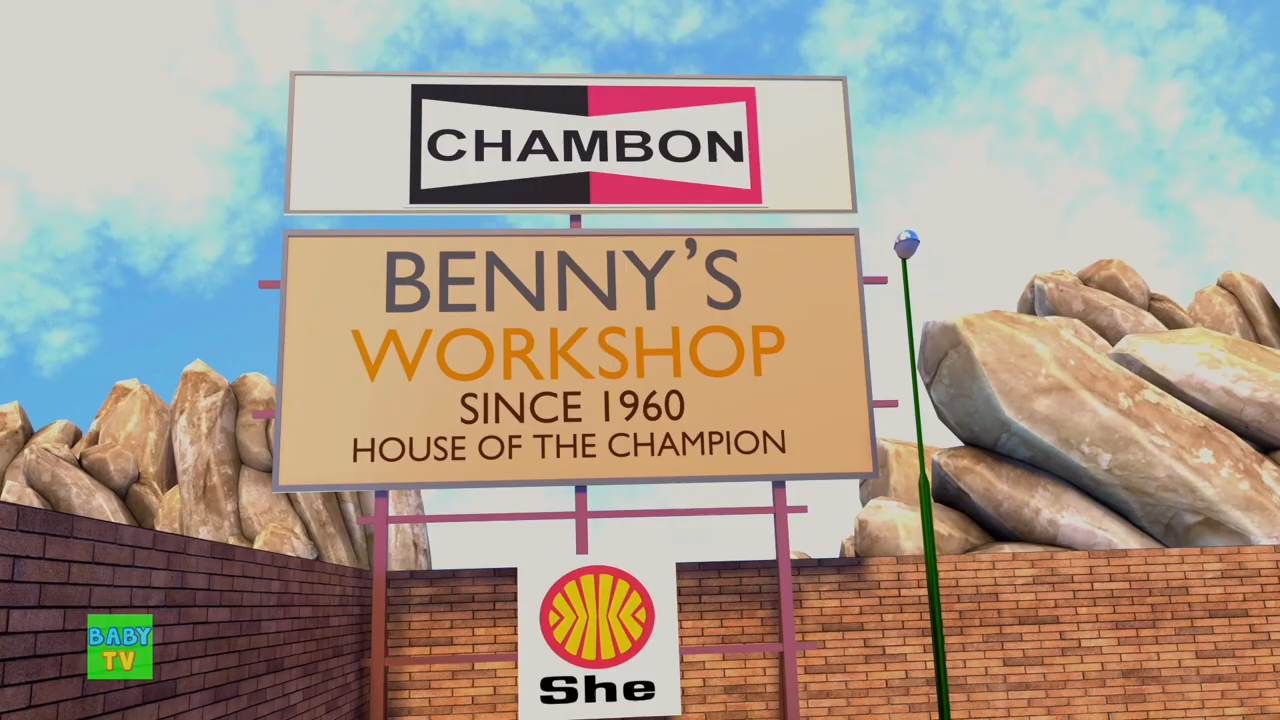 CHAMBON
BENNY'S
WORKSHOP
SINCE 1960
HOUSE OF THE CHAMPION
She
BABY
TV